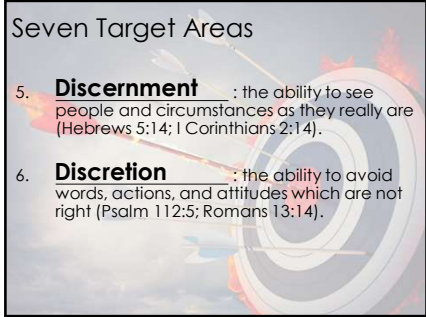 Seven Target Areas
5. Discernment : the ability to see
people and circumstances as they really are
(Hebrews 5:14; I Corinthians 2:14).
6. Discretion : the ability to avoid
words, actions, and attitudes which are not
right (Psalm 112:5; Romans 13:14).